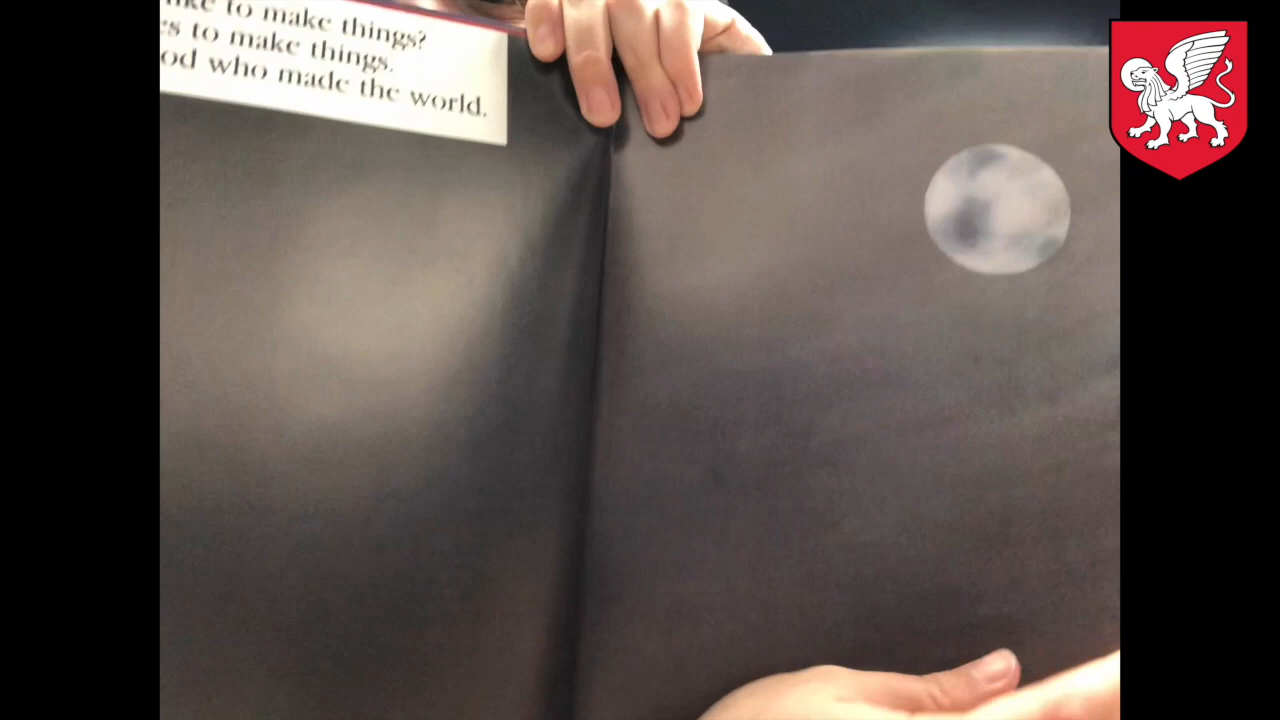 to make things?
to make things.
who made the world.